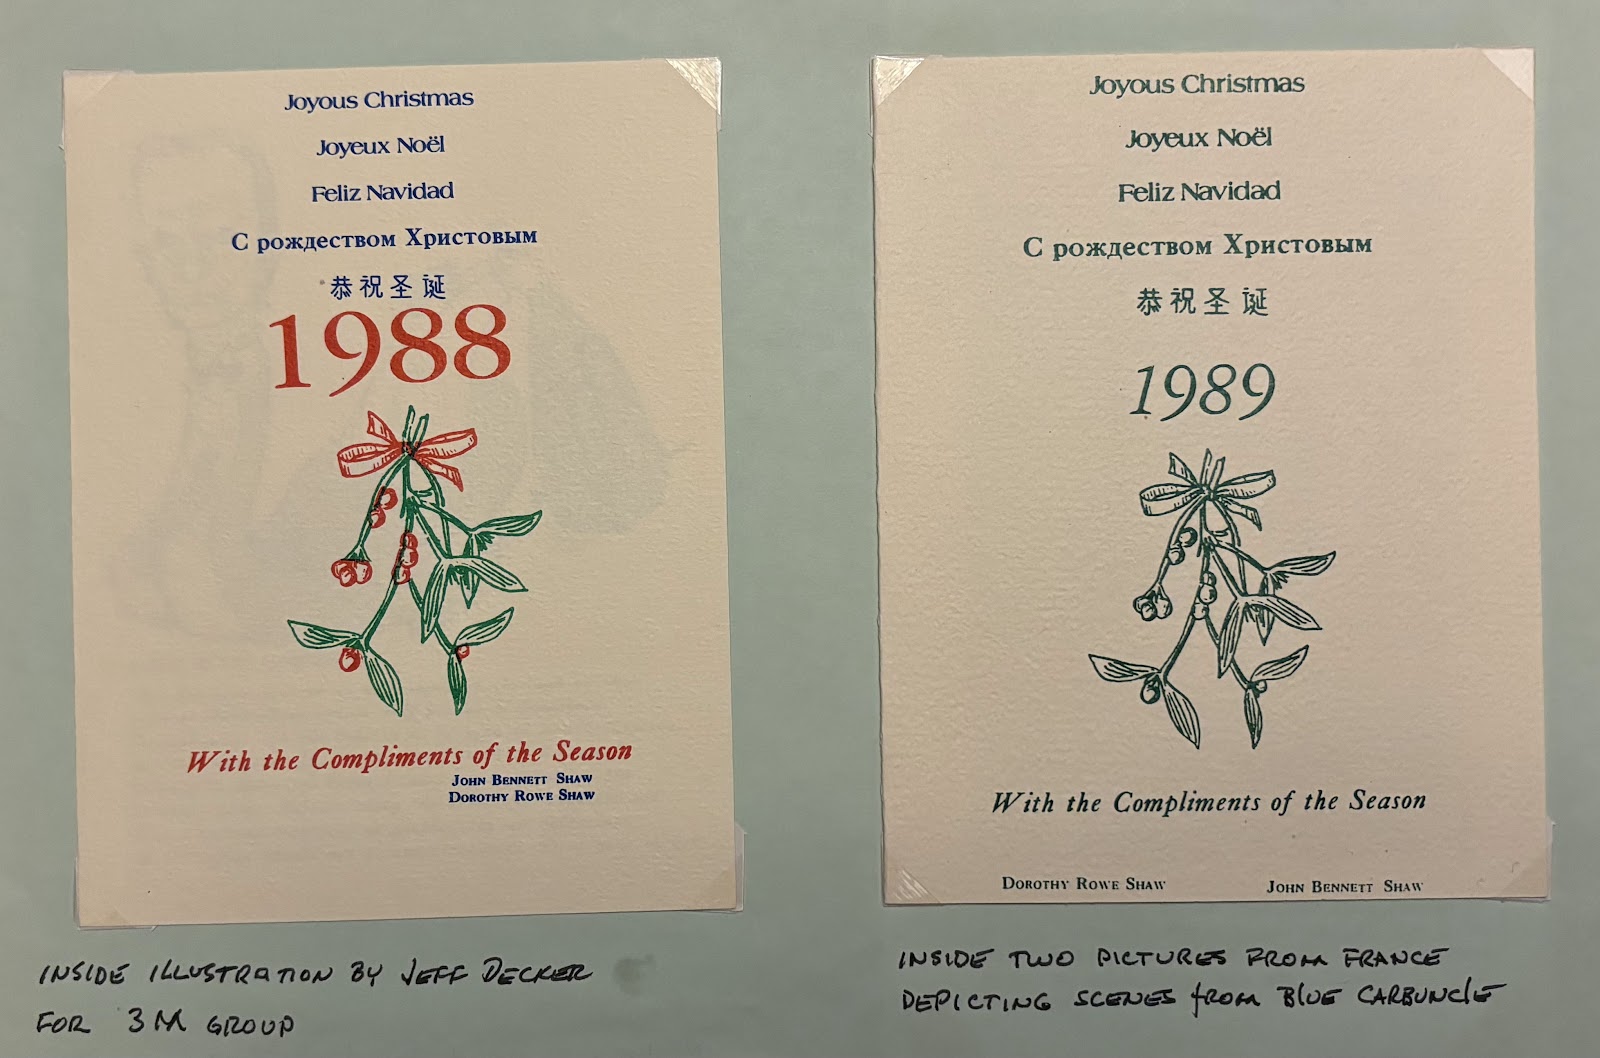 Joyous Christmas
Joyeux Noël
Feliz Navidad
С рождеством Христовым
恭祝圣诞
1988
With the Compliments of the Season
John Bennett Shaw
Dorothy Rowe Shaw
INSIDE ILLUSTRATION BY JEFF DECKER
FOR 3M GROUP
Joyous Christmas
Joyeux Noël
Feliz Navidad
С рождеством Христовым
恭祝圣诞
1989
With the Compliments of the Season
Dorothy Rowe Shaw John Bennett Shaw
INSIDE TWO PICTURES FROM FRANCE
DEPICTING SCENES from BlUE CARBUNClE